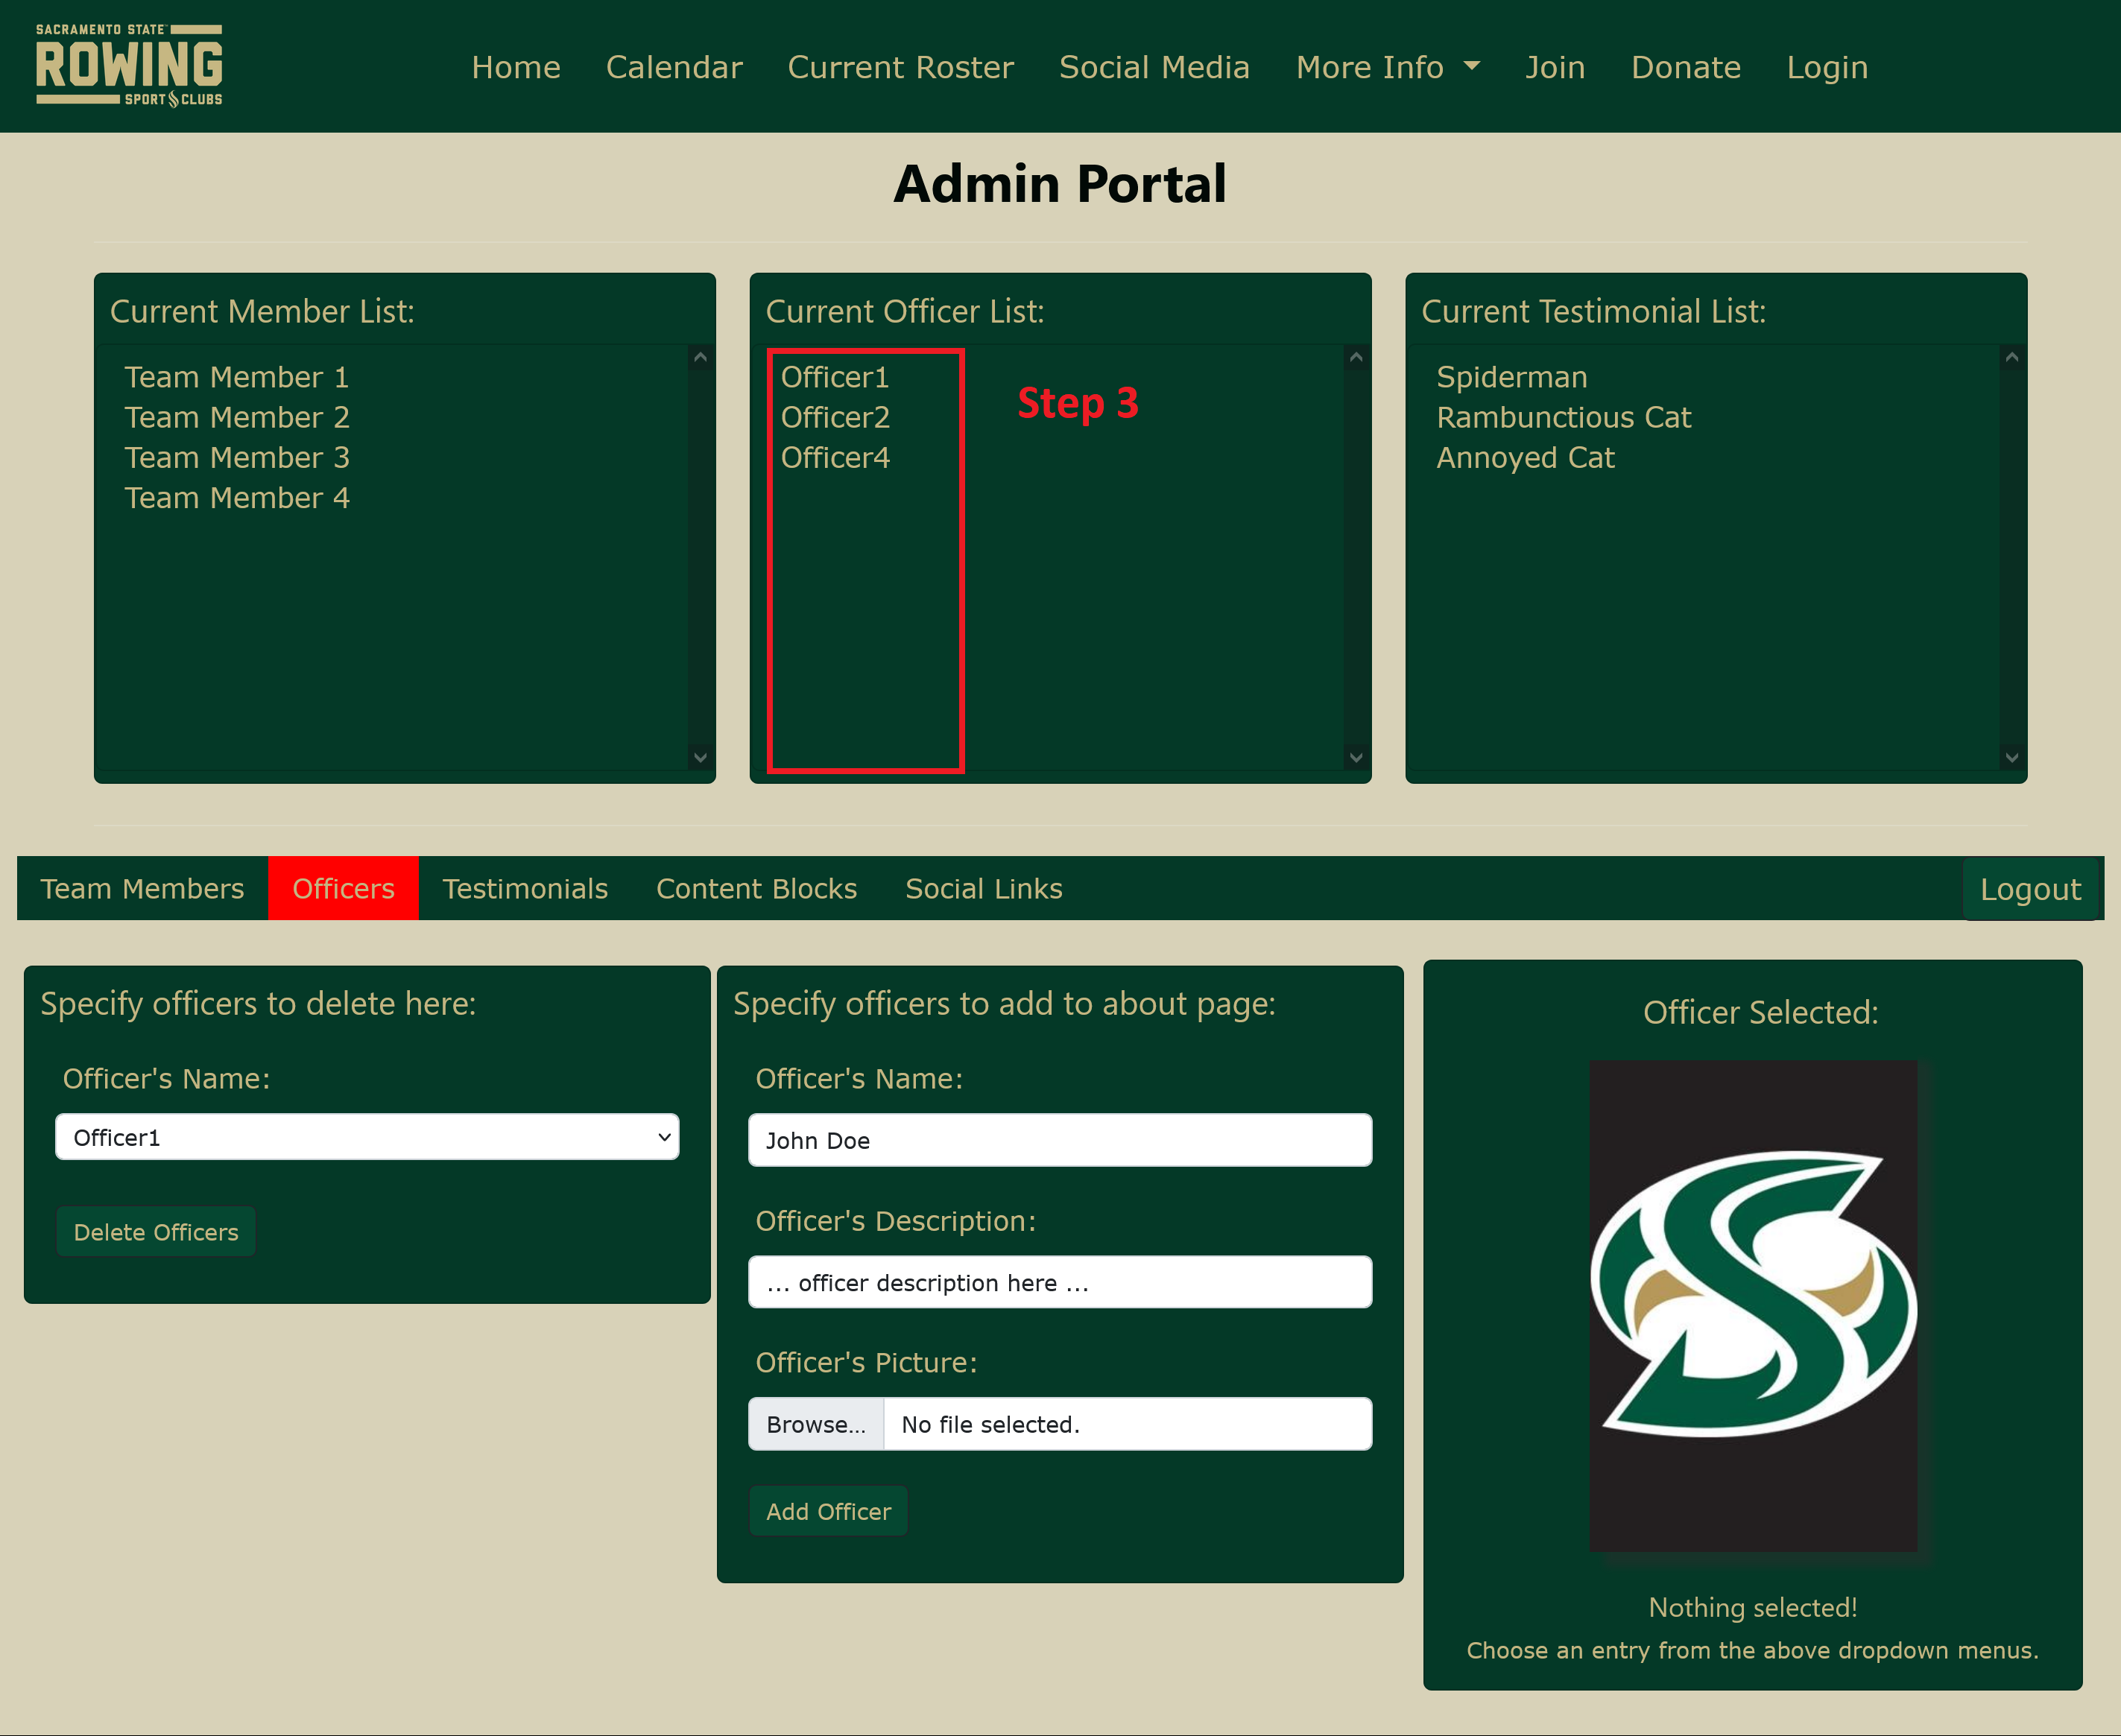 SACRAMENTO STATE
ROWING
SPORT CLUBS
Home Calendar Current Roster Social Media More Info Join Donate Login
Admin Portal
Current Member List:
Team Member 1
Team Member 2
Team Member 3
Team Member 4
Current Officer List:
Officer1
Officer2
Officer4
Step 3
Current Testimonial List:
Spiderman
Rambunctious Cat
Annoyed Cat
Team Members Officers Testimonials Content Blocks Social Links Logout
Specify officers to delete here:
Officer's Name:
Officer1
Delete Officers
Specify officers to add to about page:
Officer's Name:
John Doe
Officer's Description:
... officer description here ...
Officer's Picture:
Browse... No file selected.
Add Officer
Officer Selected:
Nothing selected!
Choose an entry from the above dropdown menus.